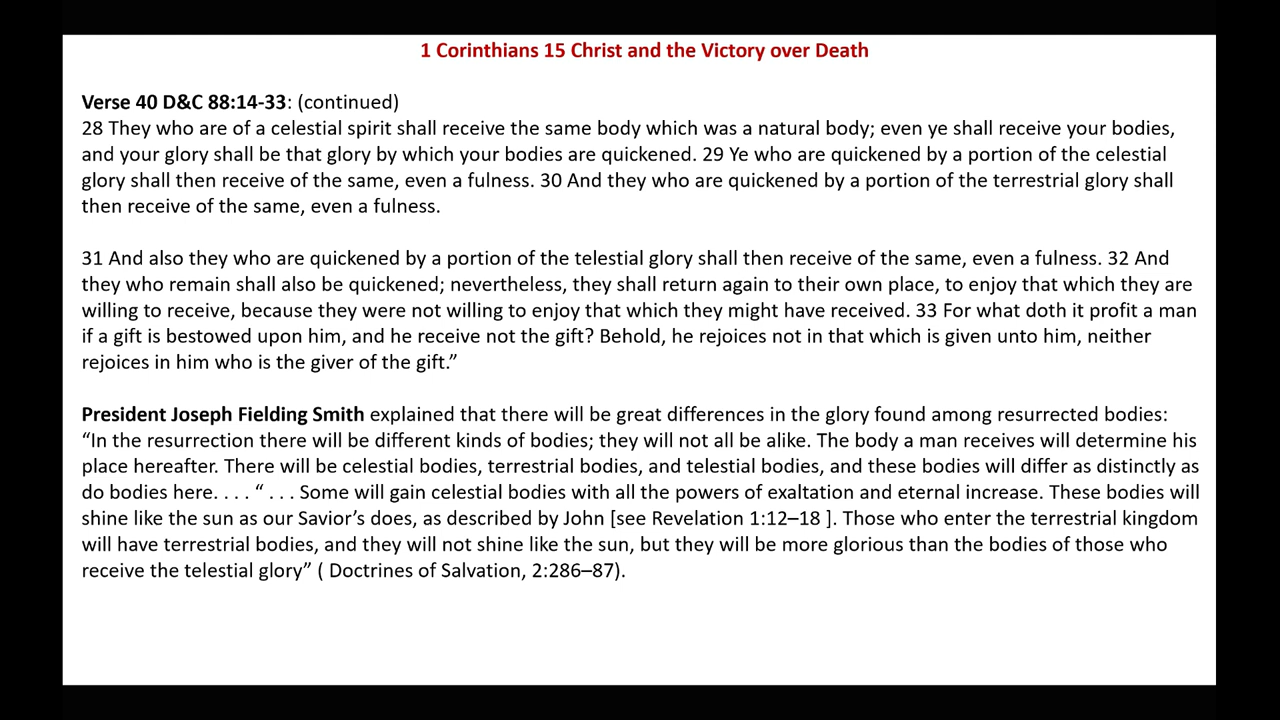 1 Corinthians 15 Christ and the Victory over Death
Verse 40 D&C 88:14-33: (continued)
28 They who are of a celestial spirit shall receive the same body which was a natural body; even ye shall receive your bodies,
and your glory shall be that glory by which your bodies are quickened. 29 Ye who are quickened by a portion of the celestial
glory shall then receive of the same, even a fulness. 30 And they who are quickened by a portion of the terrestrial glory shall
then receive of the same, even a fulness.
31 And also they who are quickened by a portion of the telestial glory shall then receive of the same, even a fulness. 32 And
they who remain shall also be quickened; nevertheless, they shall return again to their own place, to enjoy that which they are
willing to receive, because they were not willing to enjoy that which they might have received. 33 For what doth it profit a man
if a gift is bestowed upon him, and he receive not the gift? Behold, he rejoices not in that which is given unto him, neither
rejoices in him who is the giver of the gift.”
President Joseph Fielding Smith explained that there will be great differences in the glory found among resurrected bodies:
“In the resurrection there will be different kinds of bodies; they will not all be alike. The body a man receives will determine his
place hereafter. There will be celestial bodies, terrestrial bodies, and telestial bodies, and these bodies will differ as distinctly as
do bodies here. . . . “ . . . Some will gain celestial bodies with all the powers of exaltation and eternal increase. These bodies will
shine like the sun as our Savior’s does, as described by John [see Revelation 1:12–18 ]. Those who enter the terrestrial kingdom
will have terrestrial bodies, and they will not shine like the sun, but they will be more glorious than the bodies of those who
receive the telestial glory” ( Doctrines of Salvation, 2:286–87).